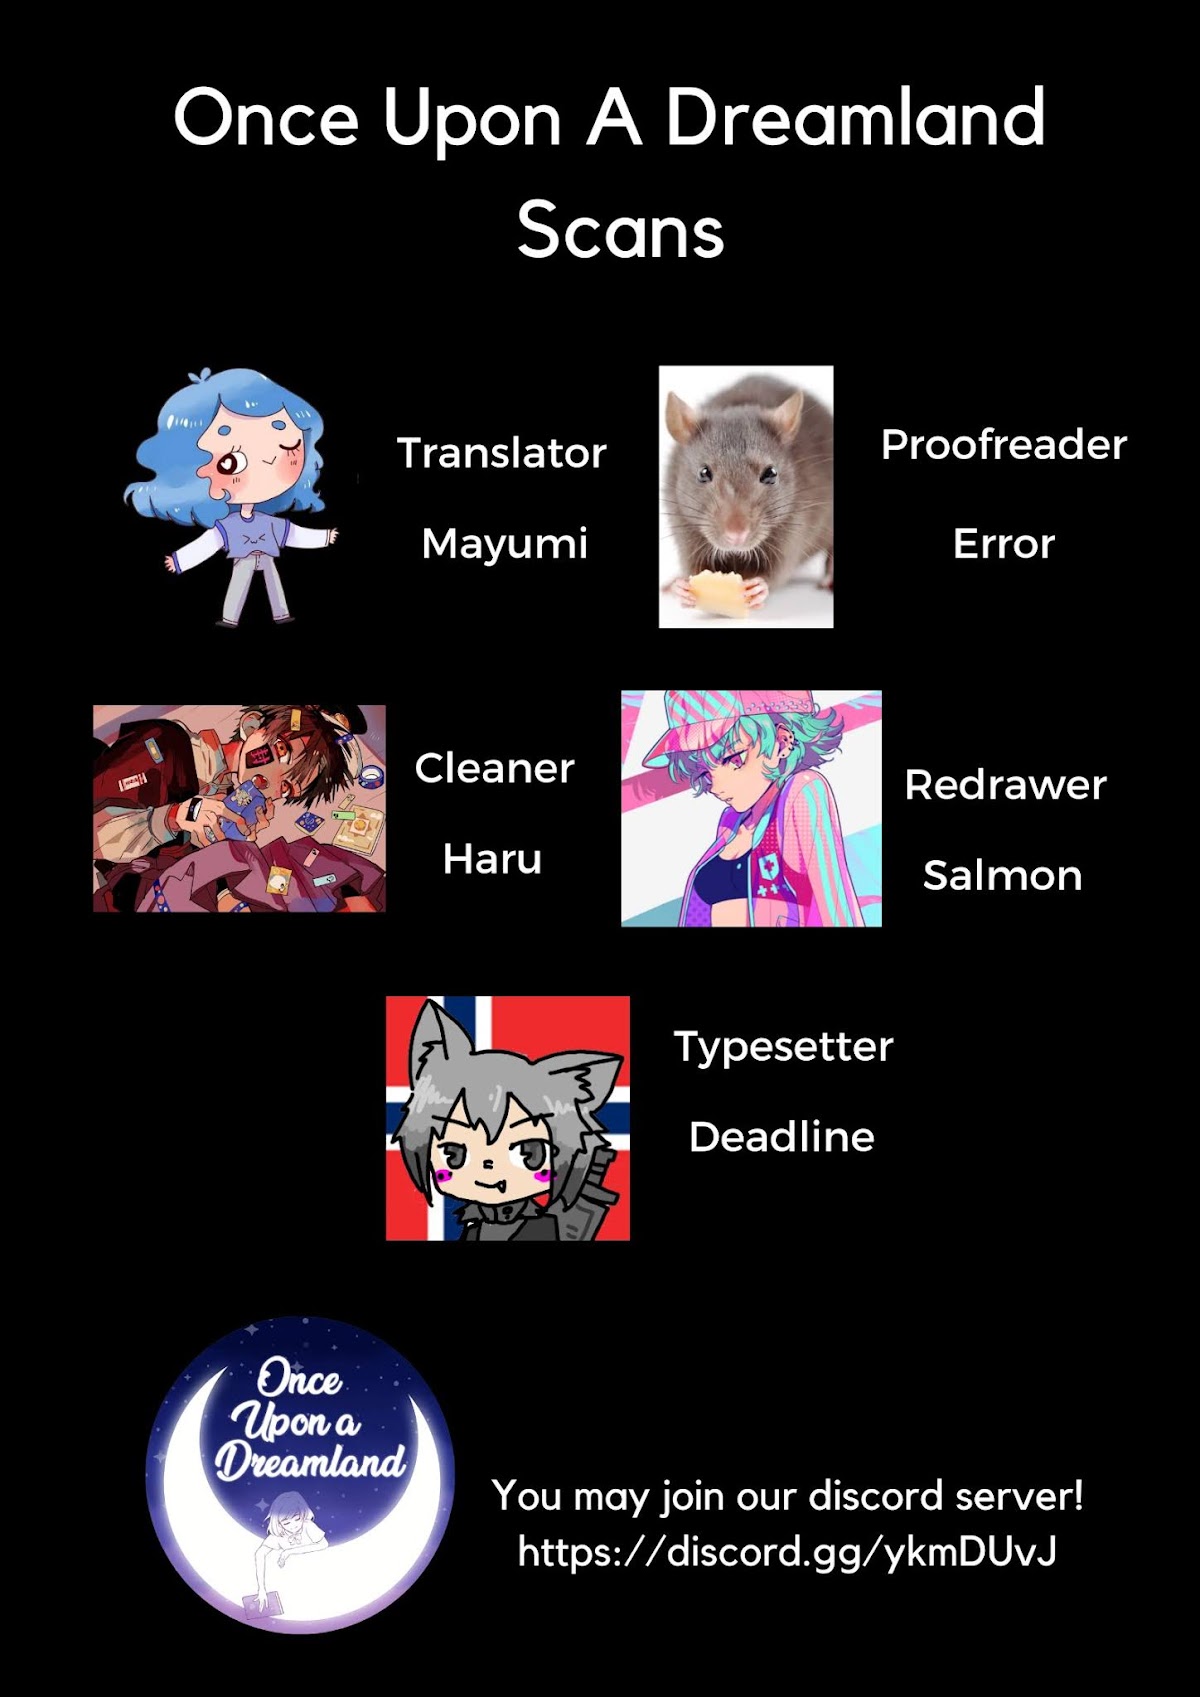 Once Upon A Dreamland
Scans
Translator
Mayumi
Proofreader
Error
Cleaner
Haru
Redrawer
Salmon
Typesetter
Deadline
Once
Upon a
Dreamland
You may join our discord server!
https://discord.gg/ykmDUvJ